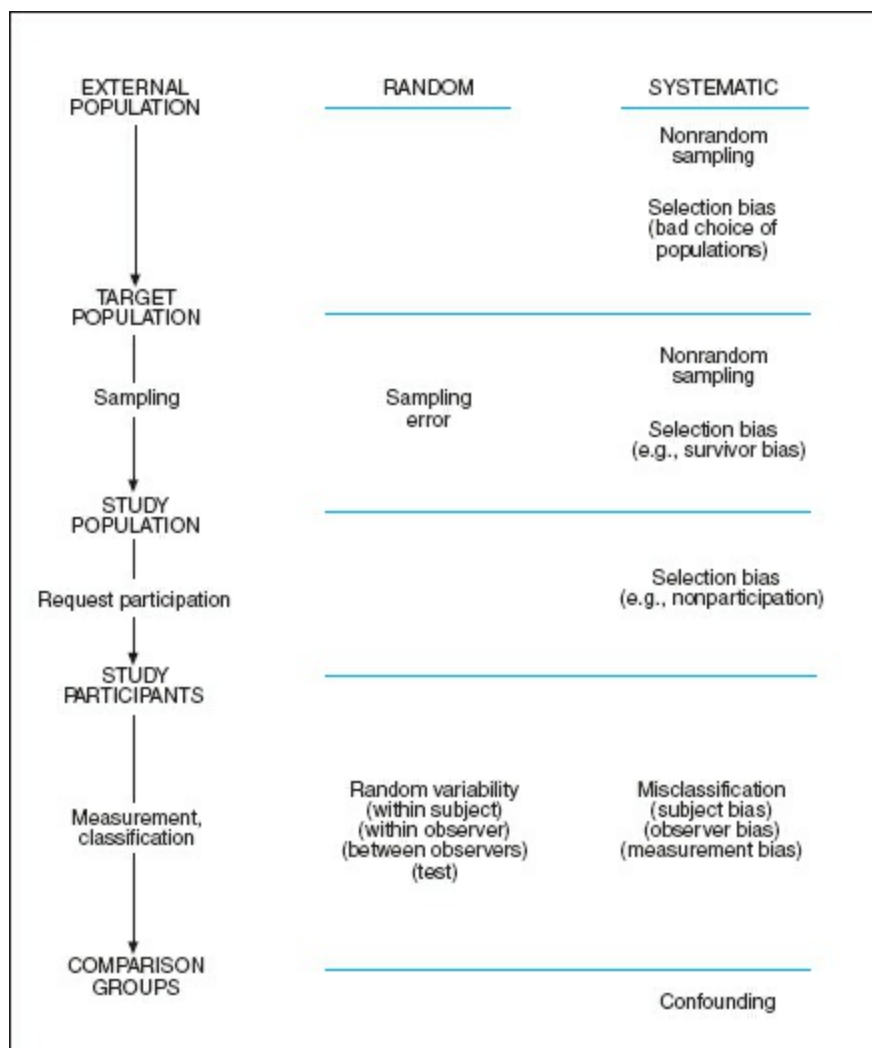 EXTERNAL
POPULATION
RANDOM
SYSTEMATIC
Nonrandom
sampling
Selection bias
(bad choice of
populations)
TARGET
POPULATION
Sampling
Sampling
error
Nonrandom
sampling
Selection bias
(e.g., survivor bias)
STUDY
POPULATION
Request participation
Selection bias
(e.g., nonparticipation)
STUDY
PARTICIPANTS
Measurement,
classification
Random variability
(within subject)
(within observer)
(between observers)
(test)
Misclassification
(subject bias)
(observer bias)
(measurement bias)
COMPARISON
GROUPS
Confounding